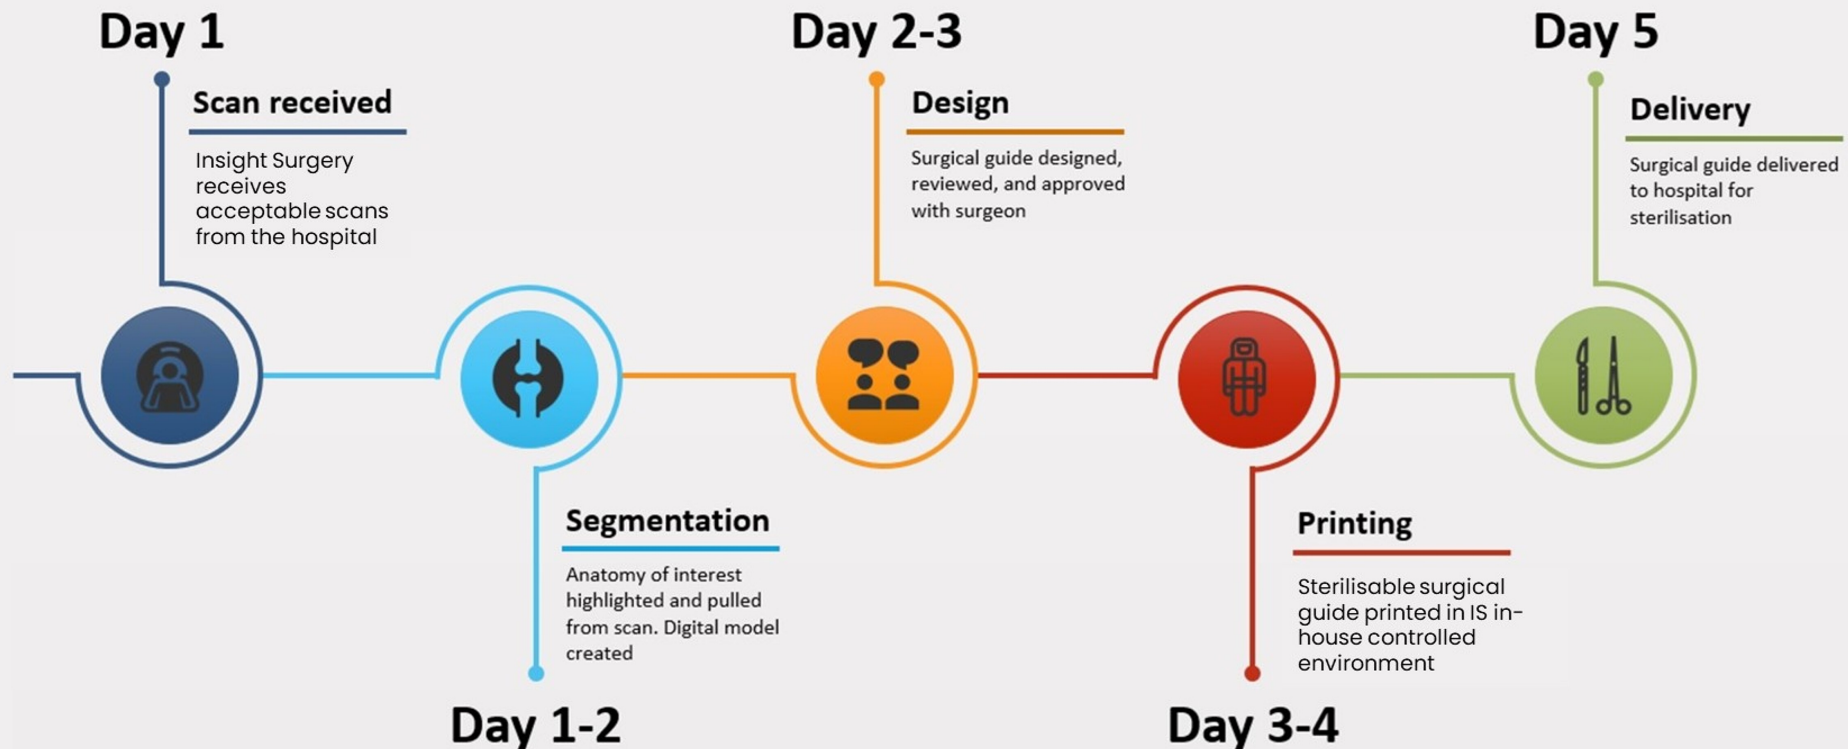 Day 1
Scan received
Insight Surgery
receives
acceptable scans
from the hospital
Segmentation
Anatomy of interest
highlighted and pulled
from scan. Digital model
created
Day 1-2
Day 2-3
Design
Surgical guide designed,
reviewed, and approved
with surgeon
Printing
Sterilisable surgical
guide printed in IS in-
house controlled
environment
Day 3-4
Day 5
Delivery
Surgical guide delivered
to hospital for
sterilisation